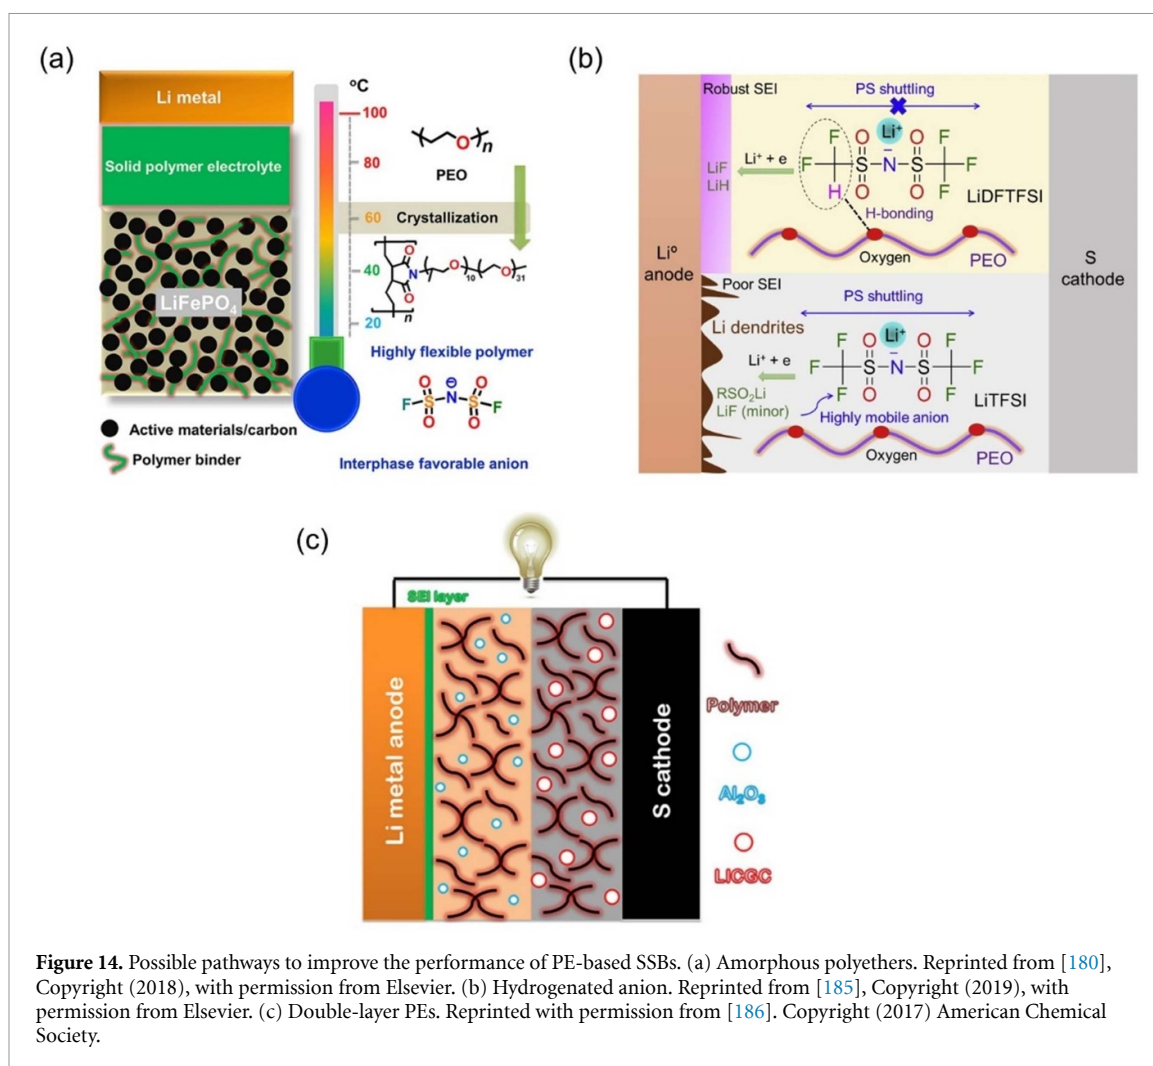 (a)
Li metal
Solid polymer electrolyte
LiFePO4
Active materials/carbon
Polymer binder
°C
100
80
60
40
20
n
PEO
Crystallization
O
N
O
O
10
O
31
n
Highly flexible polymer
O O
F S N S F
O O
Interphase favorable anion
(b)
Li° anode
Robust SEI
PS shuttling
Li+
F O O F
F S N S F
H O O F
Li+ + e
LiF
LiH
LiDFTFSI
H-bonding
Oxygen
PEO
Poor SEI
PS shuttling
Li dendrites
Li+
Li+ + e
F O O F
F S N S F
F O O F
RSO2Li
LiF (minor)
LiTFSI
Highly mobile anion
Oxygen
PEO
S
cathode
(c)
SEI layer
Li metal anode
S cathode
Polymer
Al2O3
LICGC
Figure 14. Possible pathways to improve the performance of PE-based SSBs. (a) Amorphous polyethers. Reprinted from [180],
Copyright (2018), with permission from Elsevier. (b) Hydrogenated anion. Reprinted from [185], Copyright (2019), with
permission from Elsevier. (c) Double-layer PEs. Reprinted with permission from [186]. Copyright (2017) American Chemical
Society.